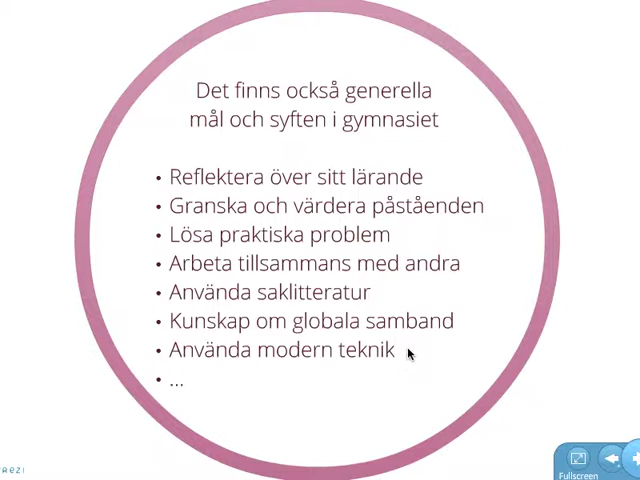 Det finns också generella
mål och syften i gymnasiet
• Reflektera över sitt lärande
• Granska och värdera påståenden
• Lösa praktiska problem
• Arbeta tillsammans med andra
• Använda saklitteratur
• Kunskap om globala samband
• Använda modern teknik
• ...
Fullscreen